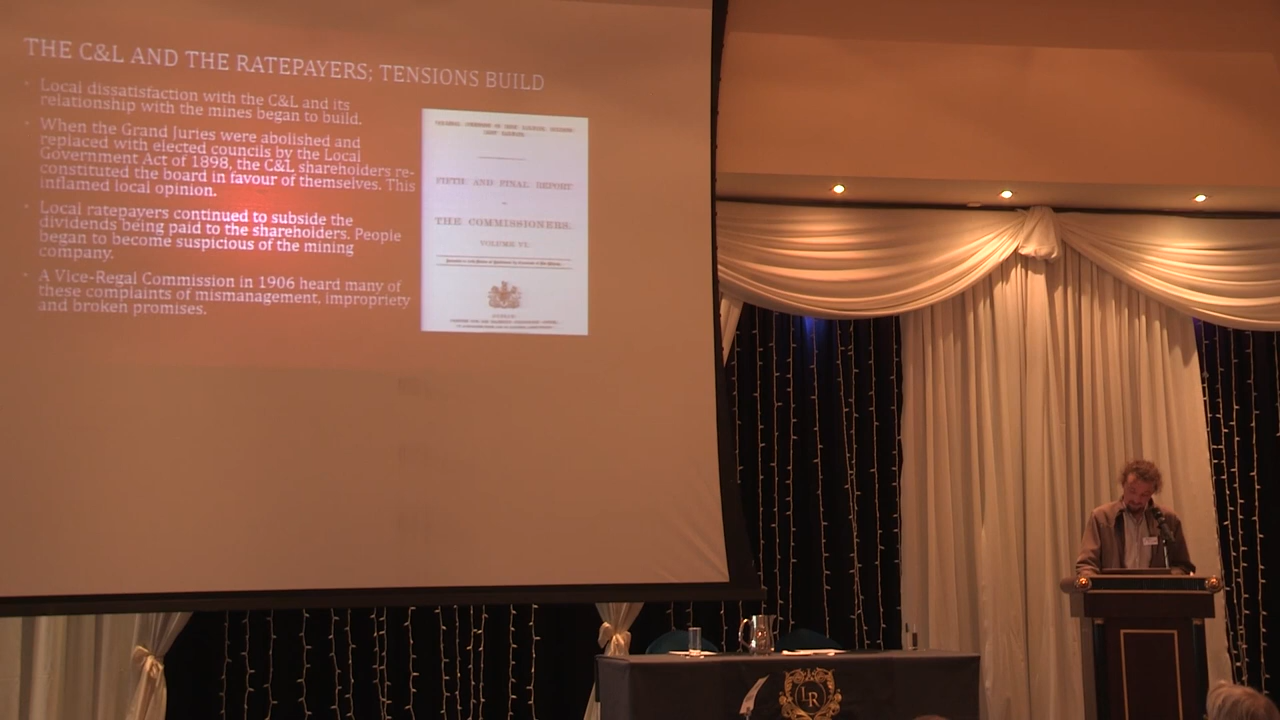 THE C&L AND THE RATEPAYERS; TENSIONS BUILD
Local dissatisfaction with the C&L and its
relationship with the mines began to build.
When the Grand Juries were abolished and
replaced with elected councils by the Local
Government Act of 1898, the C&L shareholders re-
constituted the board in favour of themselves. This
inflamed local opinion.
Local ratepayers continued to subside the
dividends being paid to the shareholders. People
began to become suspicious of the mining
company.
A Vice-Regal Commission in 1906 heard many of
these complaints of mismanagement, impropriety
and broken promises.
FIFTH AND FINAL REPORT
THE COMMISSIONERS.
VOLUME VI.
LR